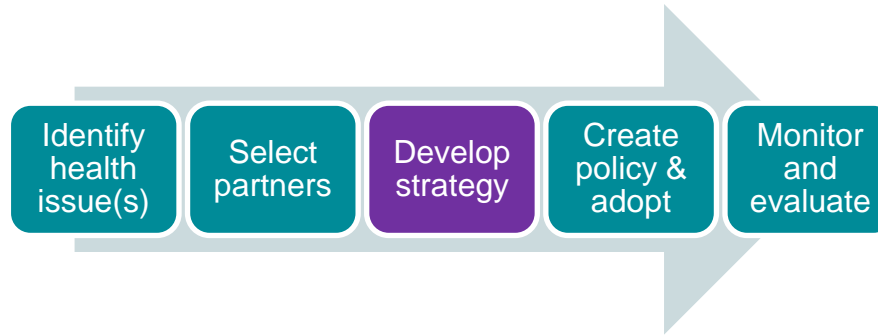 Identify
health
issue(s)
Select
partners
Develop
strategy
Create
policy &
adopt
Monitor
and
evaluate